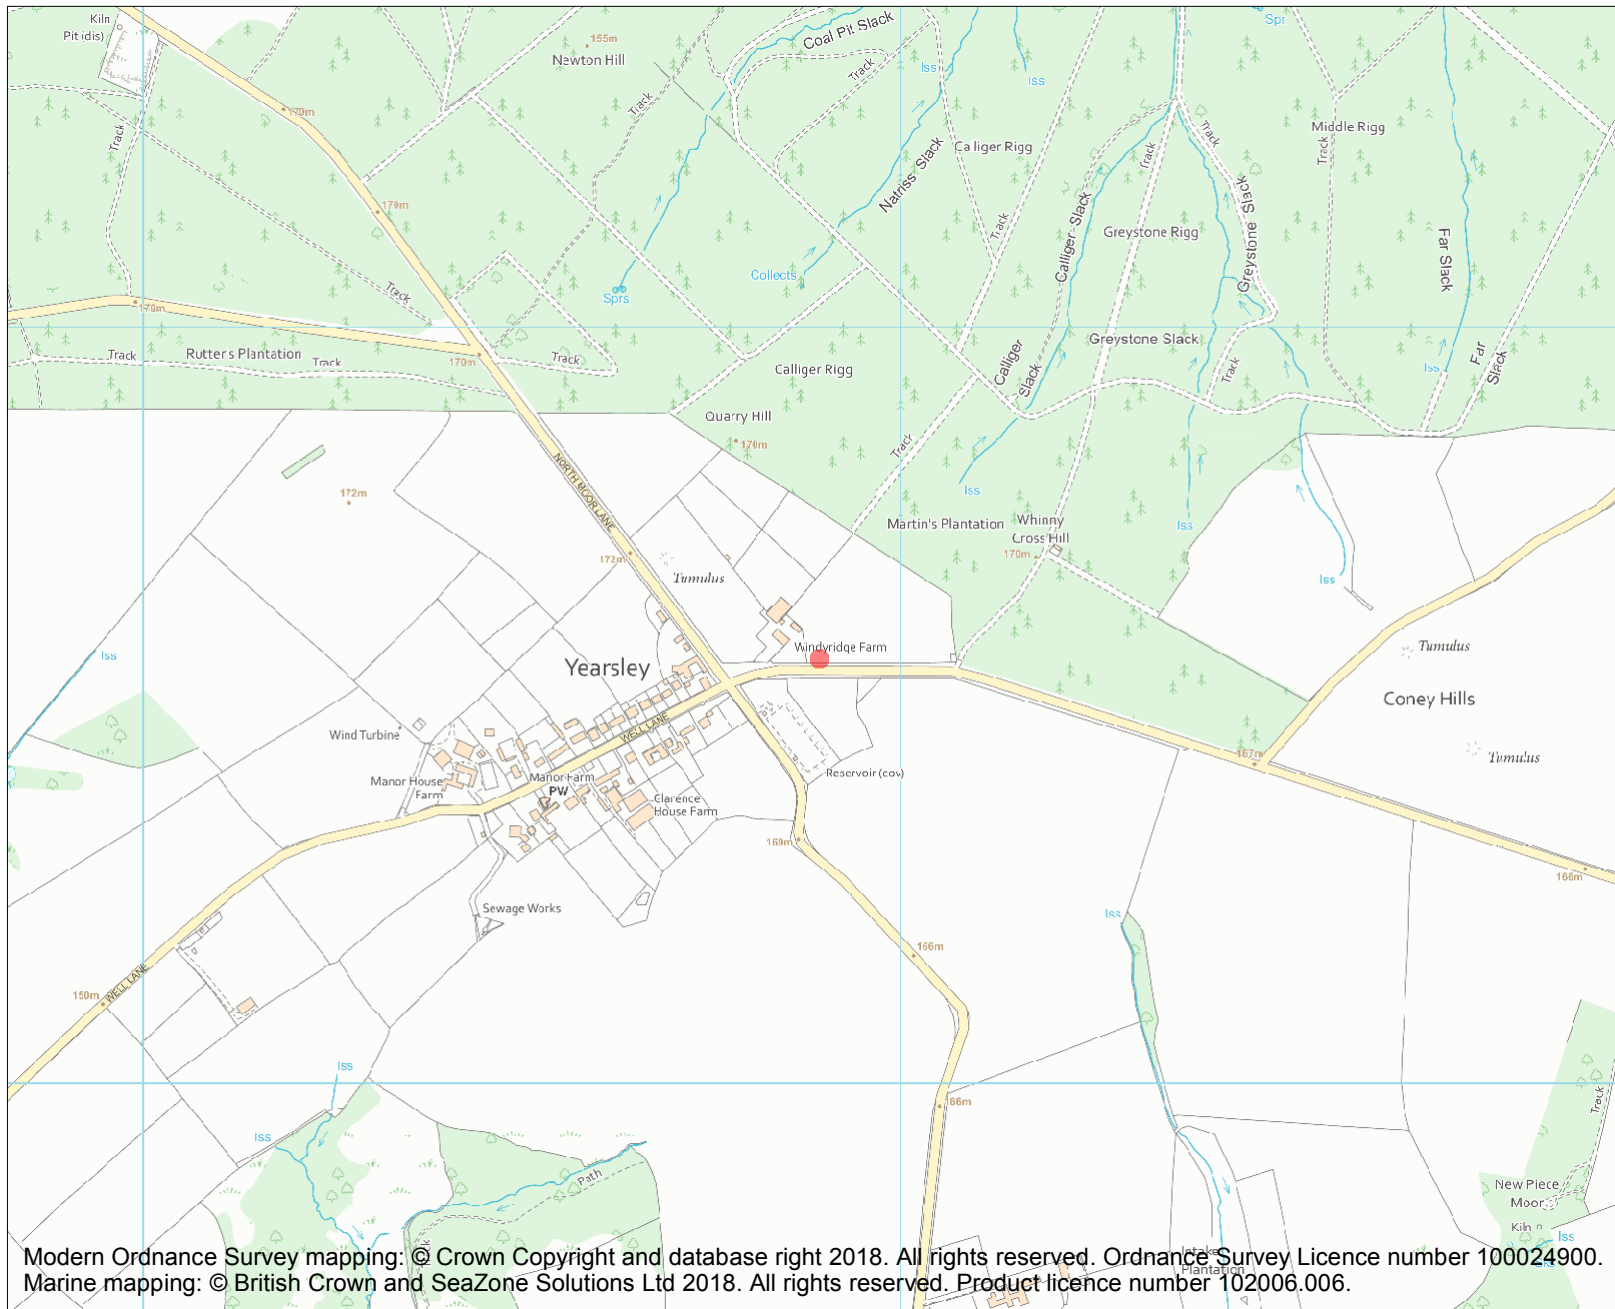 Kiln
Pit (dis)
155m
Newton Hill
Coal Pit Slack
Track
Iss
Iss
Spr
Track
170m
Track
Natriss Slack
Calliger Rigg
Track
Track
Middle Rigg
Track
170m
Track
Calliger Slack
Greystone Rigg
Greystone Slack
Far Slack
Collects
Sprs
Track
170m
Track
Rutter's Plantation
Track
170m
Track
Calliger Rigg
Calliger
Slack
Greystone Slack
Track
Iss
Far
Slack
Quarry Hill
170m
Track
NORTH MOOR LANE
172m
Iss
Martin's Plantation
Whinny
Cross Hill
170m
Iss
172m
Tumulus
Iss
Windyridge Farm
Yearsley
Iss
Tumulus
Coney Hills
WELL LANE
Wind Turbine
167m
Tumulus
Manor House
Farm
Manor Farm
PW
Reservoir (cov)
Clarence
House Farm
169m
166m
Sewage Works
Iss
166m
WELL LANE
150m
Iss
166m
Track
Iss
Path
New Piece
Moor
Kiln
Iss
Track
Intake
Plantation
Modern Ordnance Survey mapping: © Crown Copyright and database right 2018. All rights reserved. Ordnance Survey Licence number 100024900.
Marine mapping: © British Crown and SeaZone Solutions Ltd 2018. All rights reserved. Product licence number 102006.006.